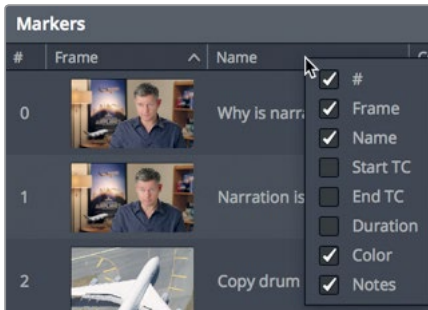 Markers
# Frame Name
#
Frame
Name
Start TC
End TC
Duration
Color
Notes
0 Why is
1 Narration is
2 Copy drum